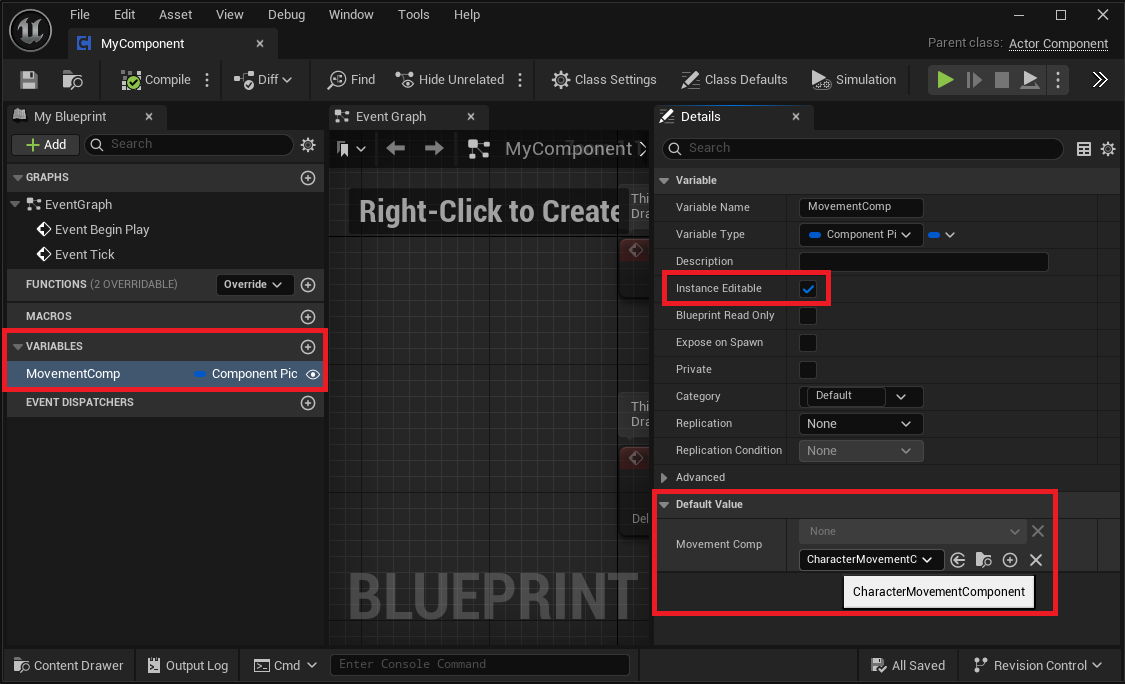 File Edit Asset View Debug Window Tools Help
MyComponent
Parent class: Actor Component
Compile Diff Find Hide Unrelated Class Settings Class Defaults Simulation
My Blueprint
Add Search
GRAPHS
EventGraph
Event Begin Play
Event Tick
FUNCTIONS (2 OVERRIDABLE) Override
MACROS
VARIABLES
MovementComp Component Pic
EVENT DISPATCHERS
Event Graph
MyComponent
Right-Click to Create
Thi
Dra
Thi
Dra
Del
BLUEPRINT
Details
Search
Variable
Variable Name MovementComp
Variable Type Component Pi
Description
Instance Editable
Blueprint Read Only
Expose on Spawn
Private
Category Default
Replication None
Replication Condition None
Advanced
Default Value
None
Movement Comp
CharacterMovementC
CharacterMovementComponent
Content Drawer Output Log Cmd Enter Console Command All Saved Revision Control